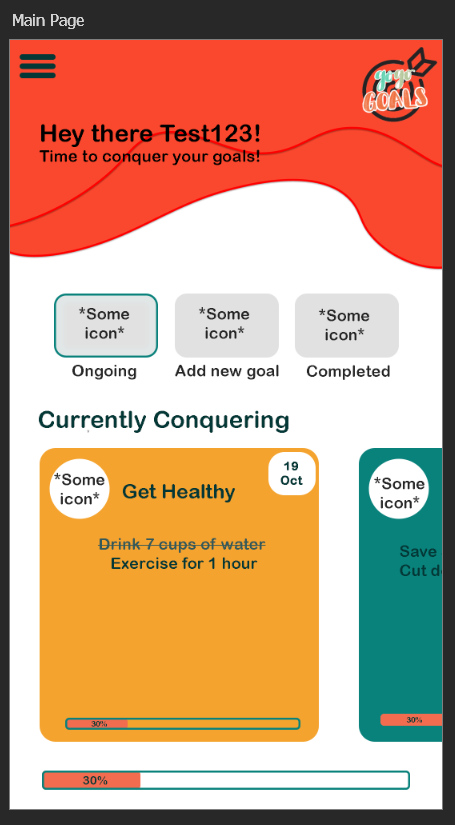 Main Page
gogo
GOALS
Hey there Test123!
Time to conquer your goals!
*Some
icon*
*Some
icon*
*Some
icon*
Ongoing
Add new goal
Completed
Currently Conquering
*Some
icon*
Get Healthy
19
Oct
Drink 7 cups of water
Exercise for 1 hour
30%
*Some
icon*
Save
Cut d
30%
30%